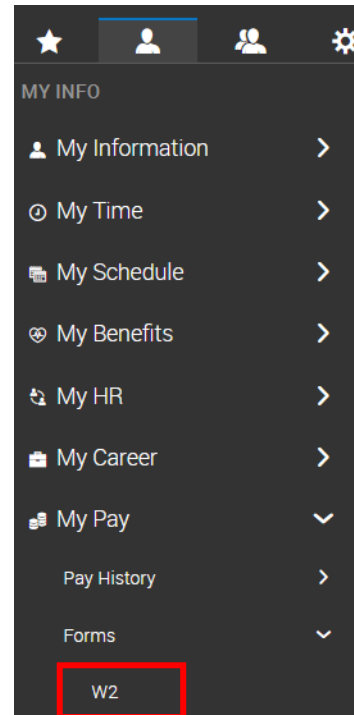 MY INFO
My Information
My Time
My Schedule
My Benefits
My HR
My Career
My Pay
Pay History
Forms
W2